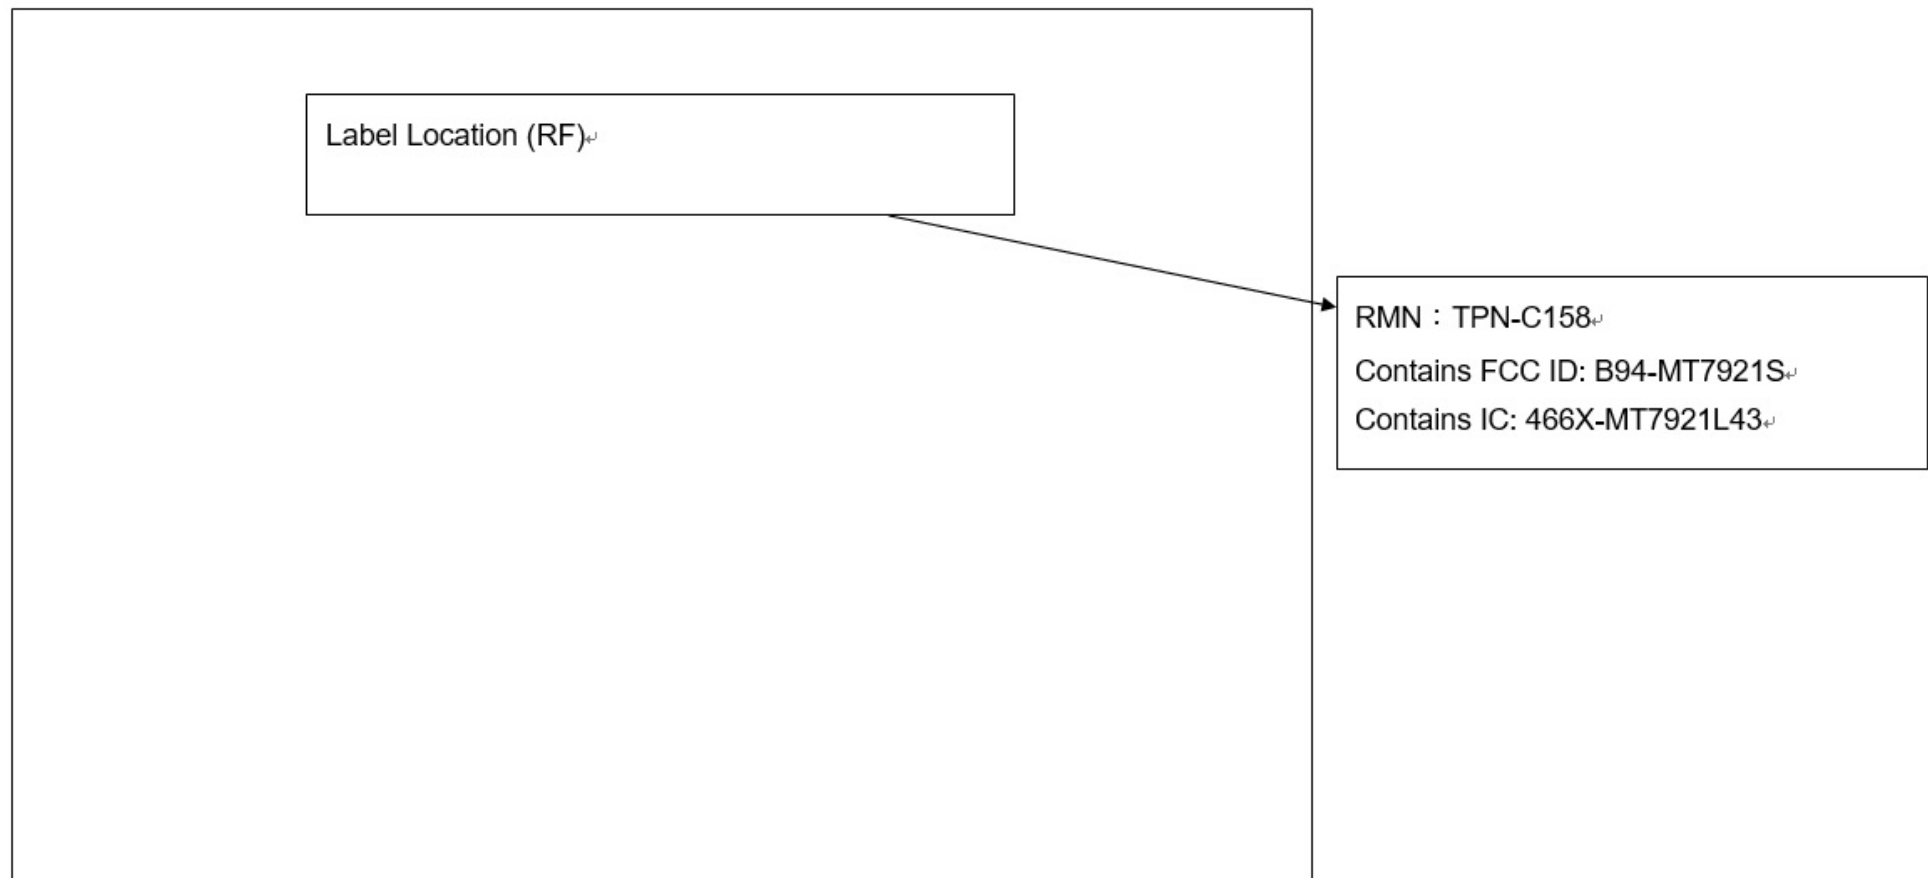 Label Location (RF)
RMN：TPN-C158
Contains FCC ID: B94-MT7921S
Contains IC: 466X-MT7921L43